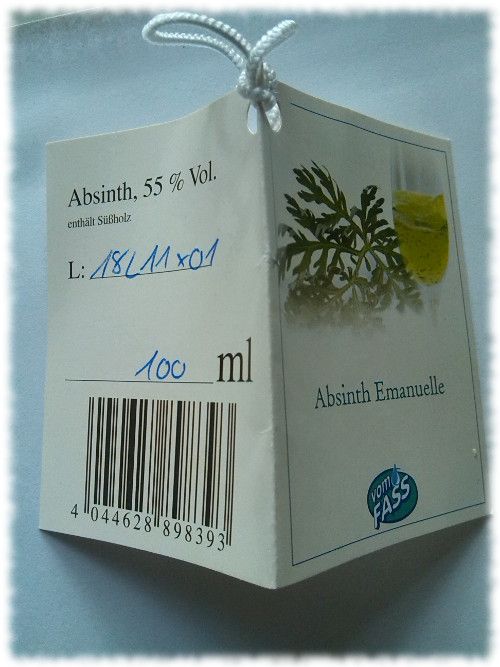 Absinth, 55 % Vol.
enthält Süßholz
L: 18L11x01
100 ml
4 044628 898393
Absinth Emanuelle
vom
FASS